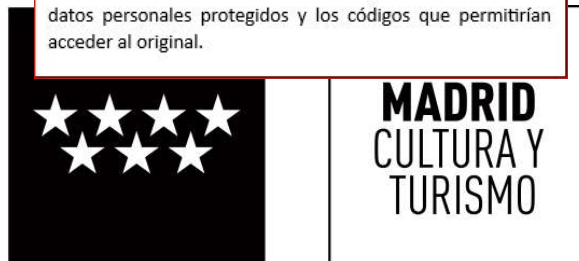 datos personales protegidos y los códigos que permitirían
acceder al original.
MADRID
CULTURA Y
TURISMO